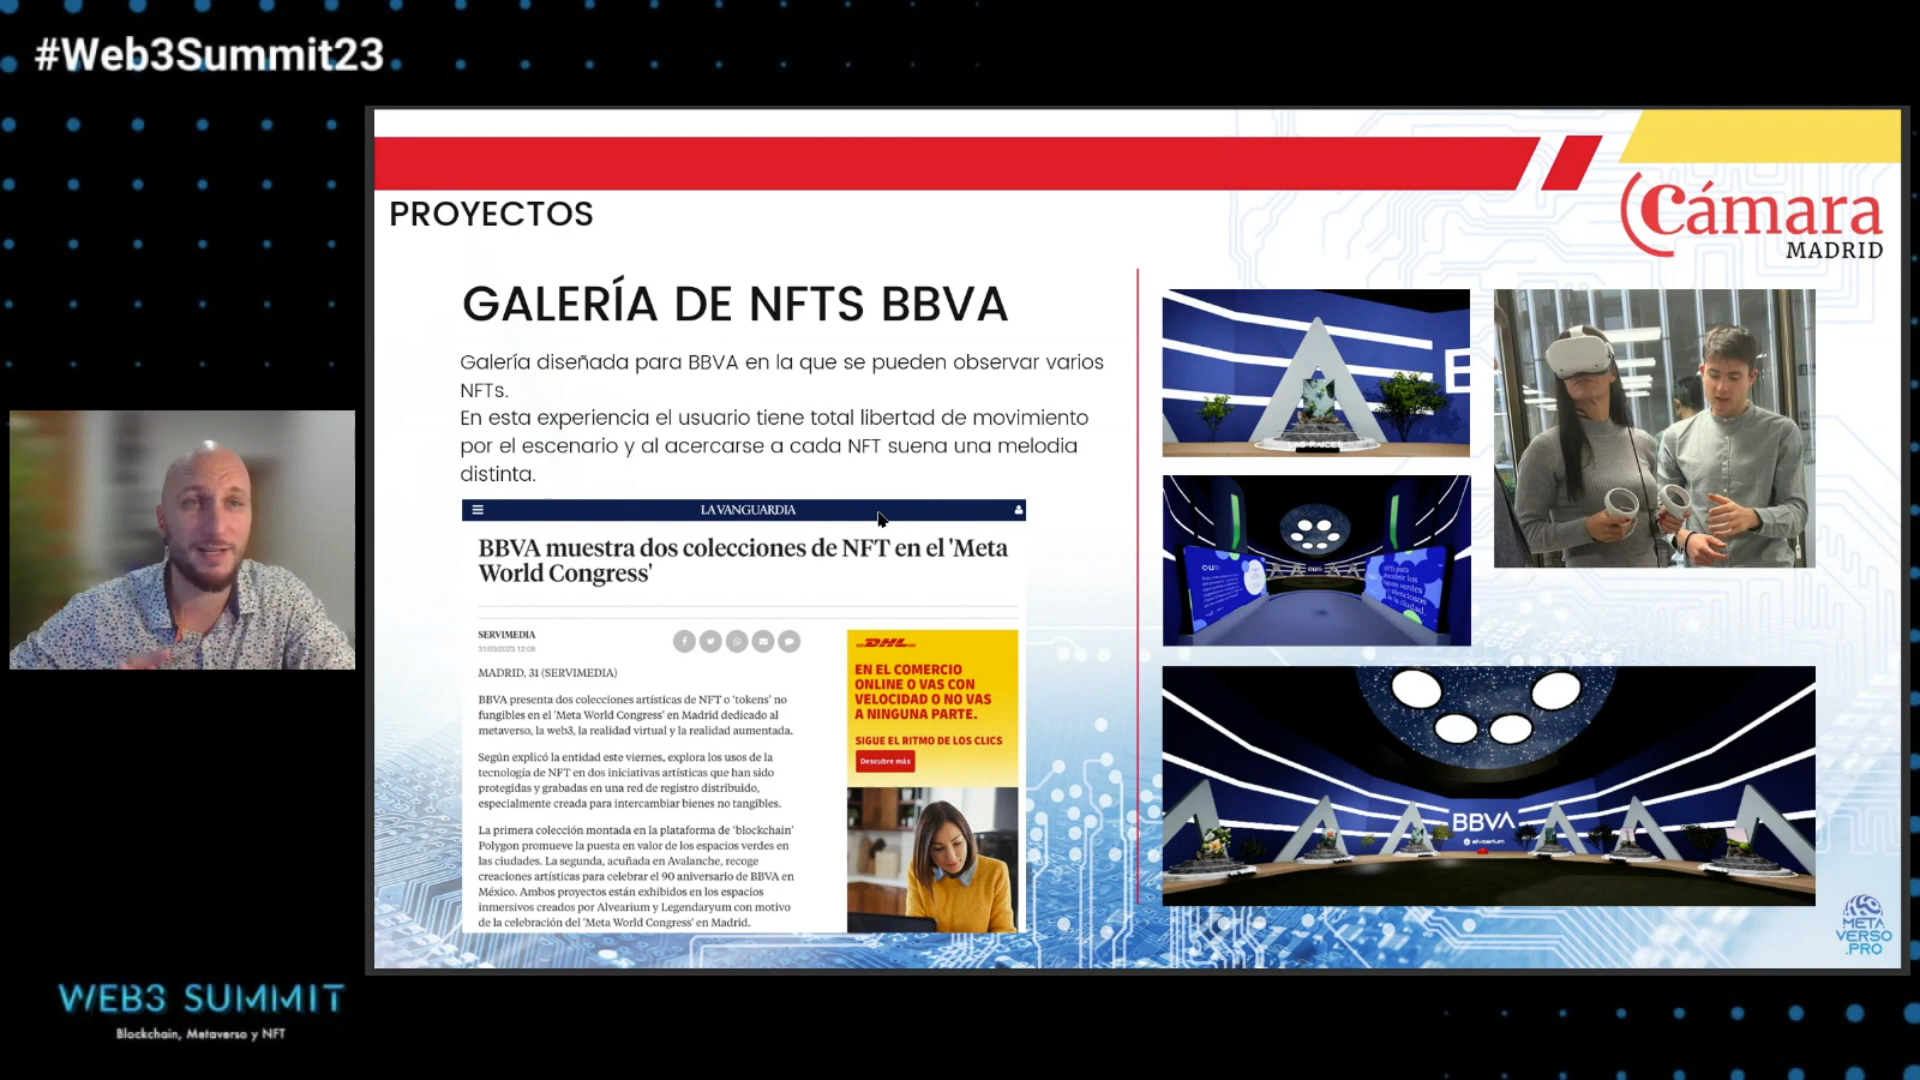 #Web3Summit23
PROYECTOS
Cámara
MADRID
GALERÍA DE NFTS BBVA
Galería diseñada para BBVA en la que se pueden observar varios
NFTs.
En esta experiencia el usuario tiene total libertad de movimiento
por el escenario y al acercarse a cada NFT suena una melodia
distinta.
LA VANGUARDIA
BBVA muestra dos colecciones de NFT en el 'Meta
World Congress'
SERVIMEDIA
31/03/2023 12:08
MADRID, 31 (SERVIMEDIA)
BBVA presenta dos colecciones artísticas de NFT o 'tokens' no
fungibles en el 'Meta World Congress' en Madrid dedicado al
metaverso, la web3, la realidad virtual y la realidad aumentada.
Según explicó la entidad este viernes, explora los usos de la
tecnología de NFT en dos iniciativas artísticas que han sido
protegidas y grabadas en una red de registro distribuido,
especialmente creada para intercambiar bienes no tangibles.
La primera colección montada en la plataforma de 'blockchain'
Polygon promueve la puesta en valor de los espacios verdes en
las ciudades. La segunda, acuñada en Avalanche, recoge
creaciones artísticas para celebrar el 90 aniversario de BBVA en
México. Ambos proyectos están exhibidos en los espacios
inmersivos creados por Alvearium y Legendaryum con motivo
de la celebración del 'Meta World Congress' en Madrid.
DHL
EN EL COMERCIO
ONLINE O VAS CON
VELOCIDAD O NO VAS
A NINGUNA PARTE.
SIGUE EL RITMO DE LOS CLICS
Descubre más
BBVA
alvearium
META
VERSO
.PRO
WEB3 SUMMIT
Blockchain, Metaverso y NFT